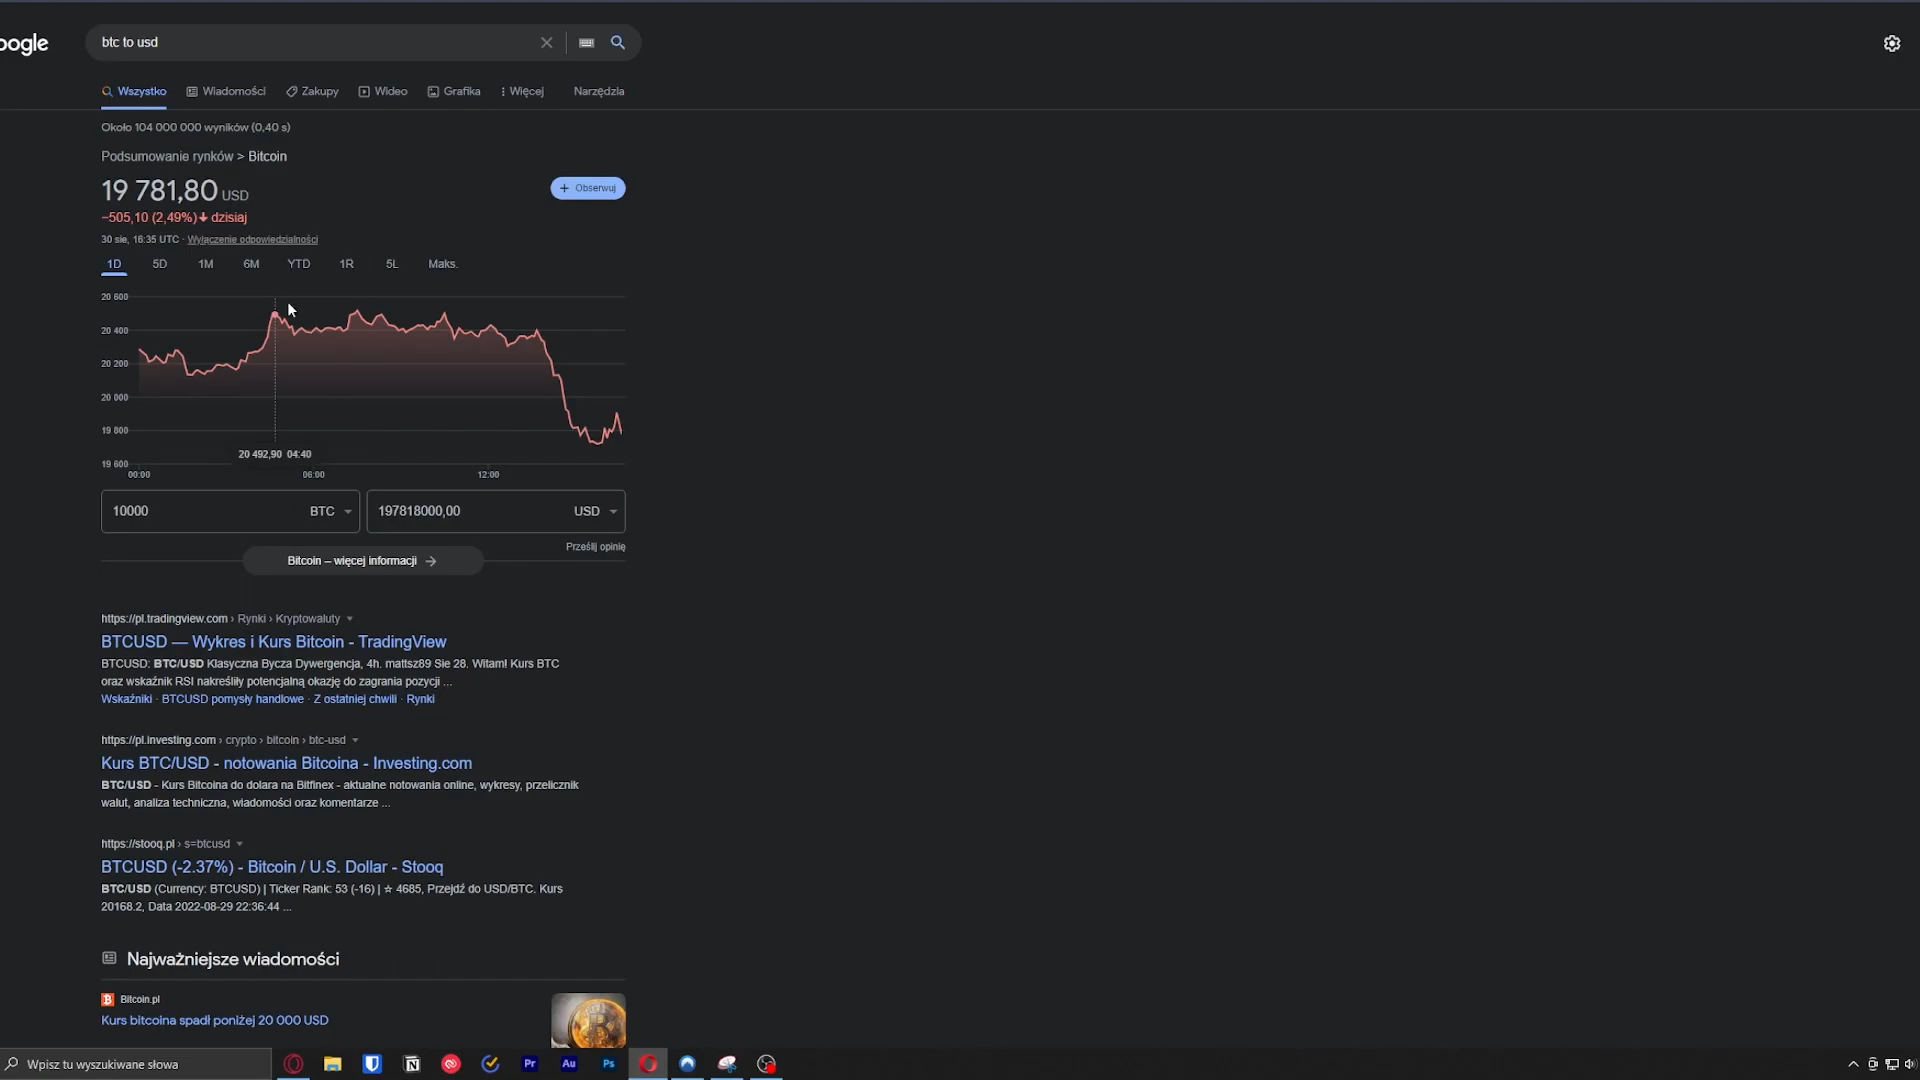 oogle
btc to usd
Wszystko Wiadomości Zakupy Wideo Grafika Więcej Narzędzia
Około 104 000 000 wyników (0,40 s)
Podsumowanie rynków > Bitcoin
19 781,80 USD
+ Obserwuj
−505,10 (2,49%) dzisiaj
30 sie, 16:35 UTC · Wyłączenie odpowiedzialności
1D 5D 1M 6M YTD 1R 5L Maks.
20 600
20 400
20 200
20 000
19 800
20 492,90 04:40
19 600
00:00 06:00 12:00
10000 BTC 197818000,00 USD
Prześlij opinię
Bitcoin – więcej informacji →
https://pl.tradingview.com › Rynki › Kryptowaluty
BTCUSD — Wykres i Kurs Bitcoin - TradingView
BTCUSD: BTC/USD Klasyczna Bycza Dywergencja, 4h. mattsz89 Sie 28. Witam! Kurs BTC
oraz wskaźnik RSI nakreśliły potencjalną okazję do zagrania pozycji ...
Wskaźniki · BTCUSD pomysły handlowe · Z ostatniej chwili · Rynki
https://pl.investing.com › crypto › bitcoin › btc-usd
Kurs BTC/USD - notowania Bitcoina - Investing.com
BTC/USD - Kurs Bitcoina do dolara na Bitfinex - aktualne notowania online, wykresy, przelicznik
walut, analiza techniczna, wiadomości oraz komentarze ...
https://stooq.pl › s=btcusd
BTCUSD (-2.37%) - Bitcoin / U.S. Dollar - Stooq
BTC/USD (Currency: BTCUSD) | Ticker Rank: 53 (-16) | ☆ 4685, Przejdź do USD/BTC. Kurs
20168.2, Data 2022-08-29 22:36:44 ...
Najważniejsze wiadomości
Bitcoin.pl
Kurs bitcoina spadł poniżej 20 000 USD
Wpisz tu wyszukiwane słowa
Pr Au Ps